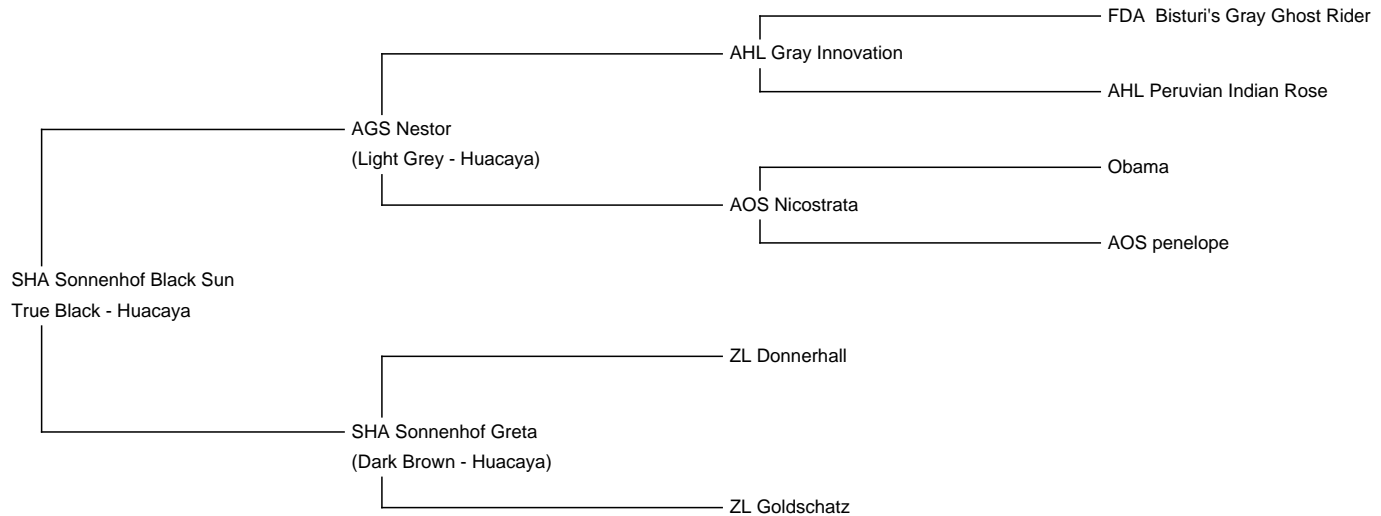 FDA  Bisturi's Gray Ghost Rider
AHL Gray Innovation
AHL Peruvian Indian Rose
AGS Nestor
(Light Grey - Huacaya)
Obama
AOS Nicostrata
AOS penelope
SHA Sonnenhof Black Sun
True Black - Huacaya
ZL Donnerhall
SHA Sonnenhof Greta
(Dark Brown - Huacaya)
ZL Goldschatz